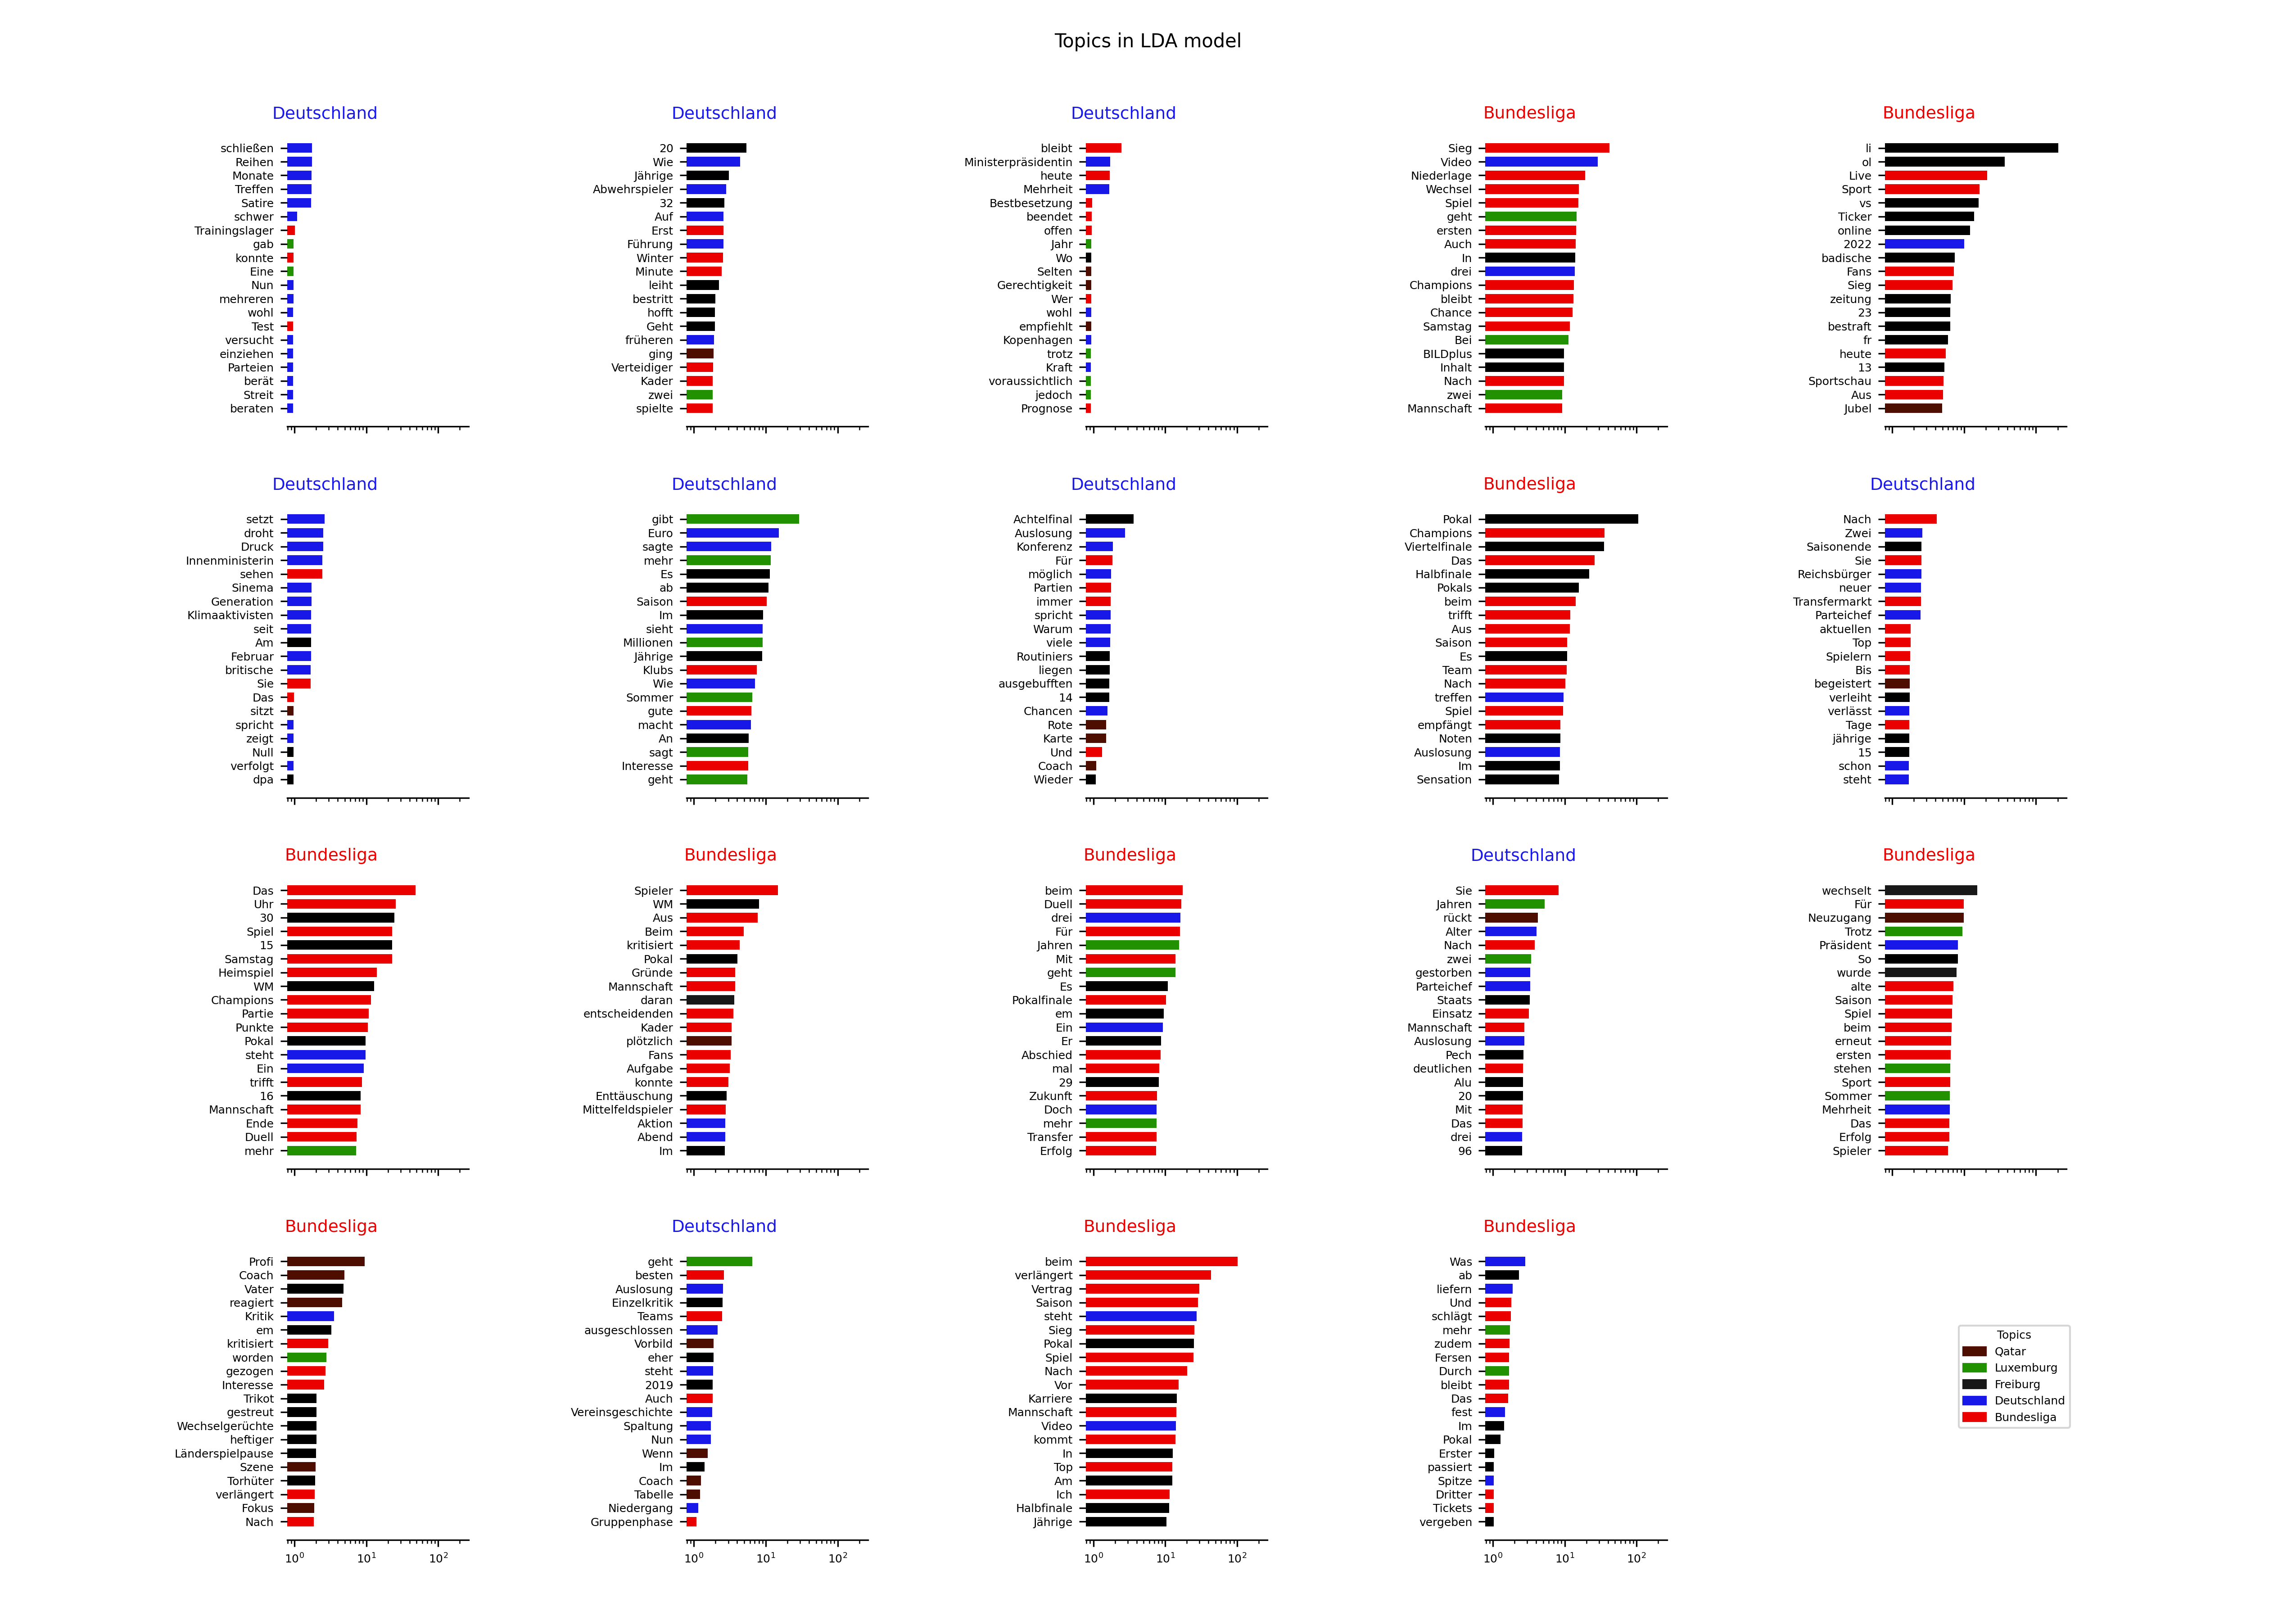 Topics in LDA model
Deutschland
schließen
Reihen
Monate
Treffen
Satire
schwer
Trainingslager
gab
konnte
Eine
Nun
mehreren
wohl
Test
versucht
einziehen
Parteien
berät
Streit
beraten
Deutschland
20
Wie
Jährige
Abwehrspieler
32
Auf
Erst
Führung
Winter
Minute
leiht
bestritt
hofft
Geht
früheren
ging
Verteidiger
Kader
zwei
spielte
Deutschland
bleibt
Ministerpräsidentin
heute
Mehrheit
Bestbesetzung
beendet
offen
Jahr
Wo
Selten
Gerechtigkeit
Wer
wohl
empfiehlt
Kopenhagen
trotz
Kraft
voraussichtlich
jedoch
Prognose
Bundesliga
Sieg
Video
Niederlage
Wechsel
Spiel
geht
ersten
Auch
In
drei
Champions
bleibt
Chance
Samstag
Bei
BILDplus
Inhalt
Nach
zwei
Mannschaft
Bundesliga
li
ol
Live
Sport
vs
Ticker
online
2022
badische
Fans
Sieg
zeitung
23
bestraft
fr
heute
13
Sportschau
Aus
Jubel
Deutschland
setzt
droht
Druck
Innenministerin
sehen
Sinema
Generation
Klimaaktivisten
seit
Am
Februar
britische
Sie
Das
sitzt
spricht
zeigt
Null
verfolgt
dpa
Deutschland
gibt
Euro
sagte
mehr
Es
ab
Saison
Im
sieht
Millionen
Jährige
Klubs
Wie
Sommer
gute
macht
An
sagt
Interesse
geht
Deutschland
Achtelfinal
Auslosung
Konferenz
Für
möglich
Partien
immer
spricht
Warum
viele
Routiniers
liegen
ausgebufften
14
Chancen
Rote
Karte
Und
Coach
Wieder
Bundesliga
Pokal
Champions
Viertelfinale
Das
Halbfinale
Pokals
beim
trifft
Aus
Saison
Es
Team
Nach
treffen
Spiel
empfängt
Noten
Auslosung
Im
Sensation
Deutschland
Nach
Zwei
Saisonende
Sie
Reichsbürger
neuer
Transfermarkt
Parteichef
aktuellen
Top
Spielern
Bis
begeistert
verleiht
verlässt
Tage
jährige
15
schon
steht
Bundesliga
Das
Uhr
30
Spiel
15
Samstag
Heimspiel
WM
Champions
Partie
Punkte
Pokal
steht
Ein
trifft
16
Mannschaft
Ende
Duell
mehr
Bundesliga
Spieler
WM
Aus
Beim
kritisiert
Pokal
Gründe
Mannschaft
daran
entscheidenden
Kader
plötzlich
Fans
Aufgabe
konnte
Enttäuschung
Mittelfeldspieler
Aktion
Abend
Im
Bundesliga
beim
Duell
drei
Für
Jahren
Mit
geht
Es
Pokalfinale
em
Ein
Er
Abschied
mal
29
Zukunft
Doch
mehr
Transfer
Erfolg
Deutschland
Sie
Jahren
rückt
Alter
Nach
zwei
gestorben
Parteichef
Staats
Einsatz
Mannschaft
Auslosung
Pech
deutlichen
Alu
20
Mit
Das
drei
96
Bundesliga
wechselt
Für
Neuzugang
Trotz
Präsident
So
wurde
alte
Saison
Spiel
beim
erneut
ersten
stehen
Sport
Sommer
Mehrheit
Das
Erfolg
Spieler
Bundesliga
Profi
Coach
Vater
reagiert
Kritik
em
kritisiert
worden
gezogen
Interesse
Trikot
gestreut
Wechselgerüchte
heftiger
Länderspielpause
Szene
Torhüter
verlängert
Fokus
Nach
10⁰ 10¹ 10²
Deutschland
geht
besten
Auslosung
Einzelkritik
Teams
ausgeschlossen
Vorbild
eher
steht
2019
Auch
Vereinsgeschichte
Spaltung
Nun
Wenn
Im
Coach
Tabelle
Niedergang
Gruppenphase
10⁰ 10¹ 10²
Bundesliga
beim
verlängert
Vertrag
Saison
steht
Sieg
Pokal
Spiel
Nach
Vor
Karriere
Mannschaft
Video
kommt
In
Top
Am
Ich
Halbfinale
Jährige
10⁰ 10¹ 10²
Bundesliga
Was
ab
liefern
Und
schlägt
mehr
zudem
Fersen
Durch
bleibt
Das
fest
Im
Pokal
Erster
passiert
Spitze
Dritter
Tickets
vergeben
10⁰ 10¹ 10²
Topics
Qatar
Luxemburg
Freiburg
Deutschland
Bundesliga